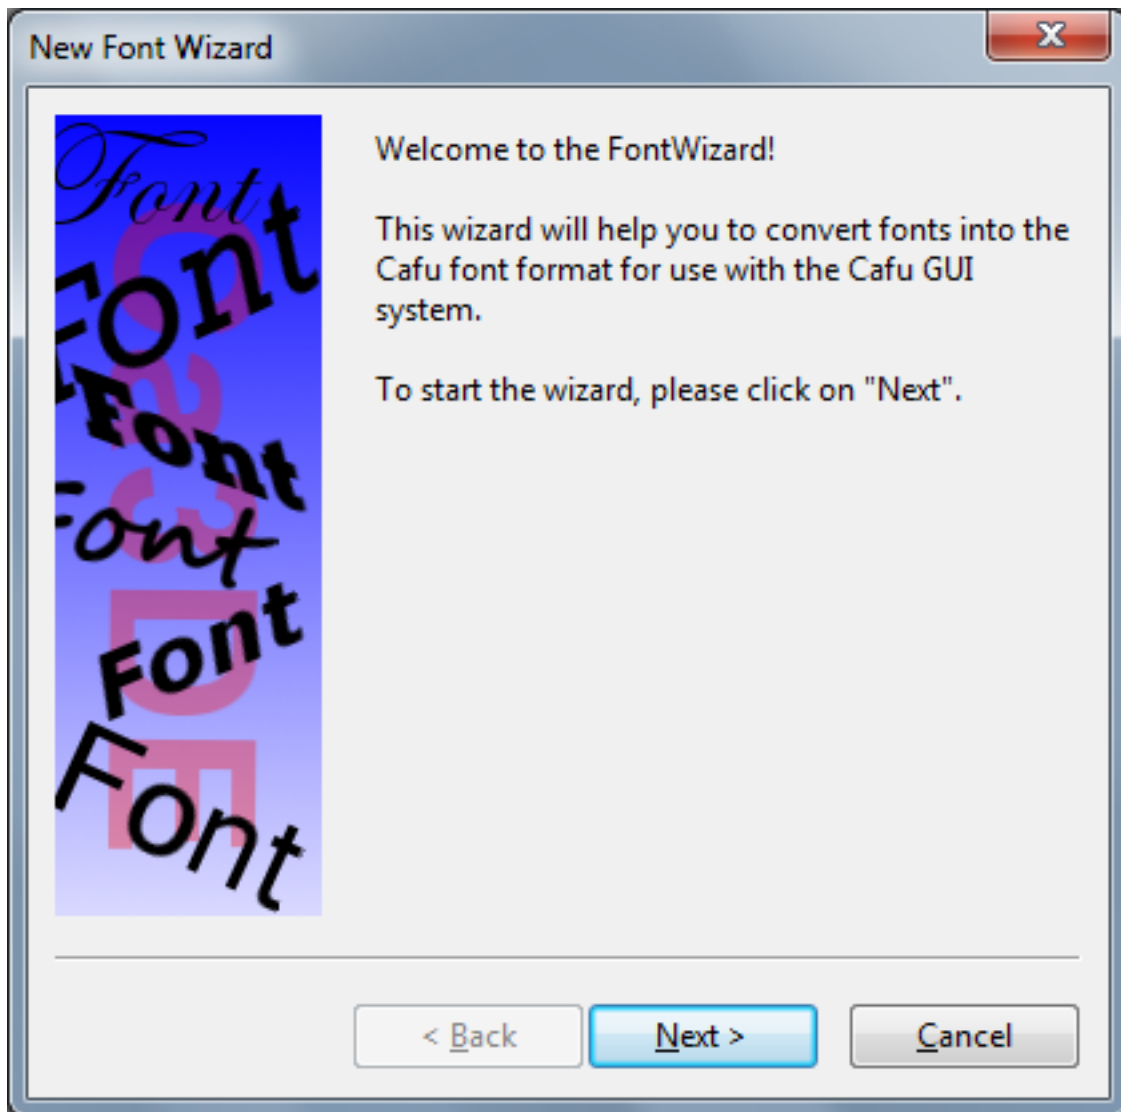 New Font Wizard
Font
Font
Font
Font
Font
Font
Ca3DE
Welcome to the FontWizard!
This wizard will help you to convert fonts into the
Cafu font format for use with the Cafu GUI
system.
To start the wizard, please click on "Next".
< Back
Next >
Cancel